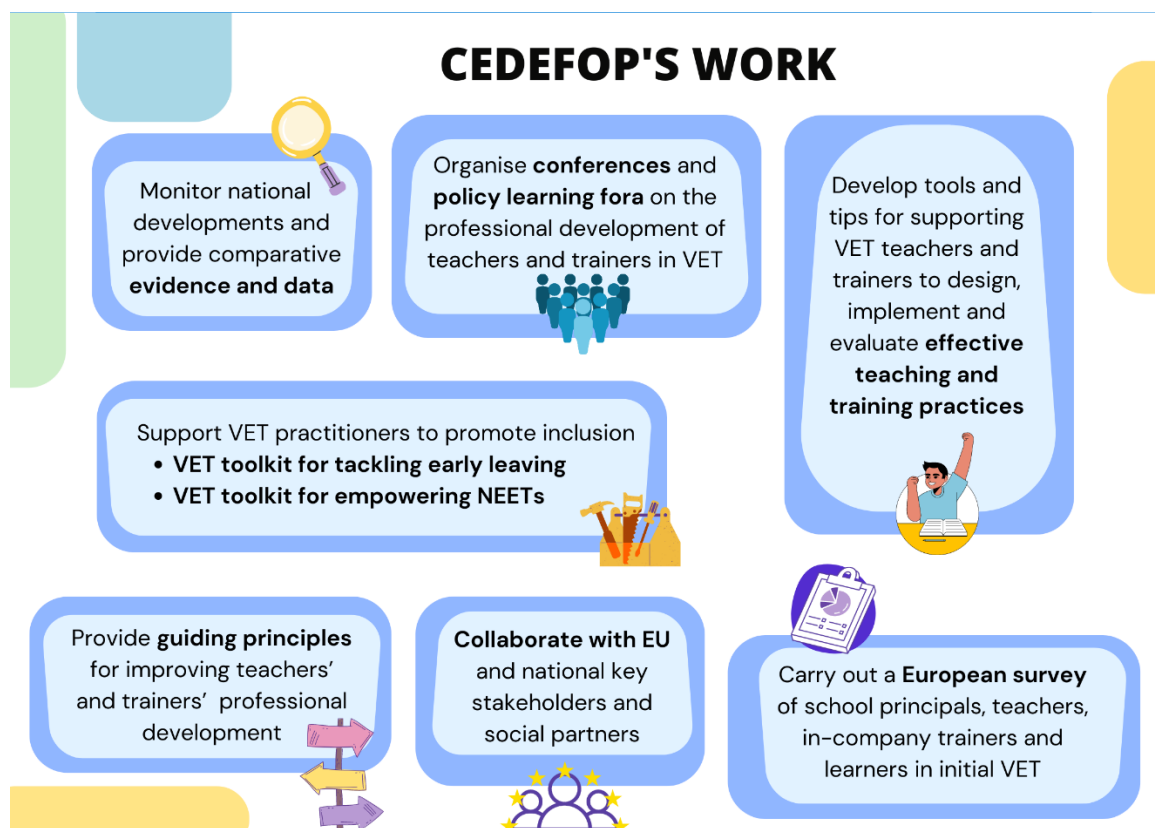 CEDEFOP'S WORK
Monitor national
developments and
provide comparative
evidence and data
Organise conferences and
policy learning fora on the
professional development of
teachers and trainers in VET
Develop tools and
tips for supporting
VET teachers and
trainers to design,
implement and
evaluate effective
teaching and
training practices
Support VET practitioners to promote inclusion
• VET toolkit for tackling early leaving
• VET toolkit for empowering NEETs
Provide guiding principles
for improving teachers’
and trainers’ professional
development
Collaborate with EU
and national key
stakeholders and
social partners
Carry out a European survey
of school principals, teachers,
in-company trainers and
learners in initial VET